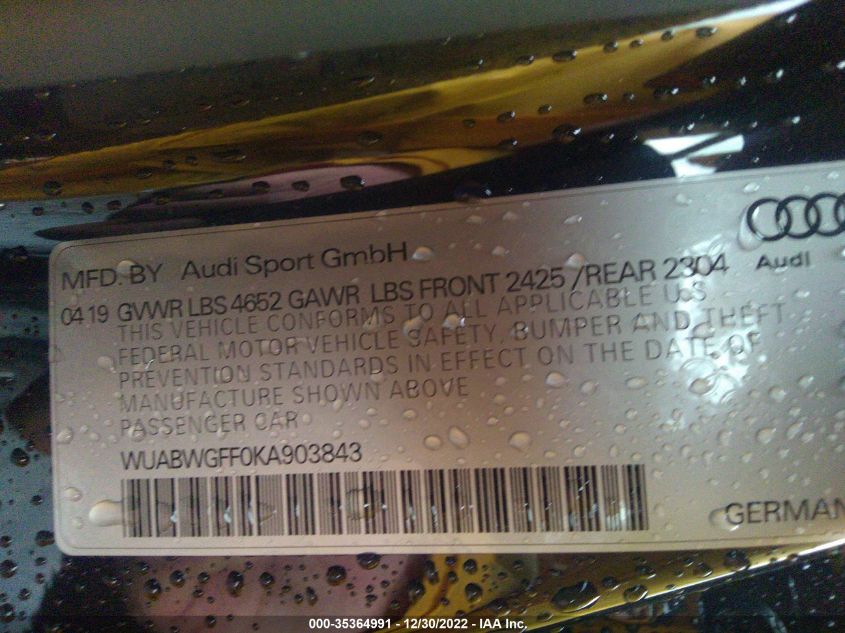 MFD. BY Audi Sport GmbH
Audi
04 19 GVWR LBS 4652 GAWR LBS FRONT 2425 /REAR 2304
THIS VEHICLE CONFORMS TO ALL APPLICABLE U.S.
FEDERAL MOTOR VEHICLE SAFETY, BUMPER AND THEFT
PREVENTION STANDARDS IN EFFECT ON THE DATE OF
MANUFACTURE SHOWN ABOVE
PASSENGER CAR
WUABWGFF0KA903843
GERMAN
000-35364991 - 12/30/2022 - IAA Inc.